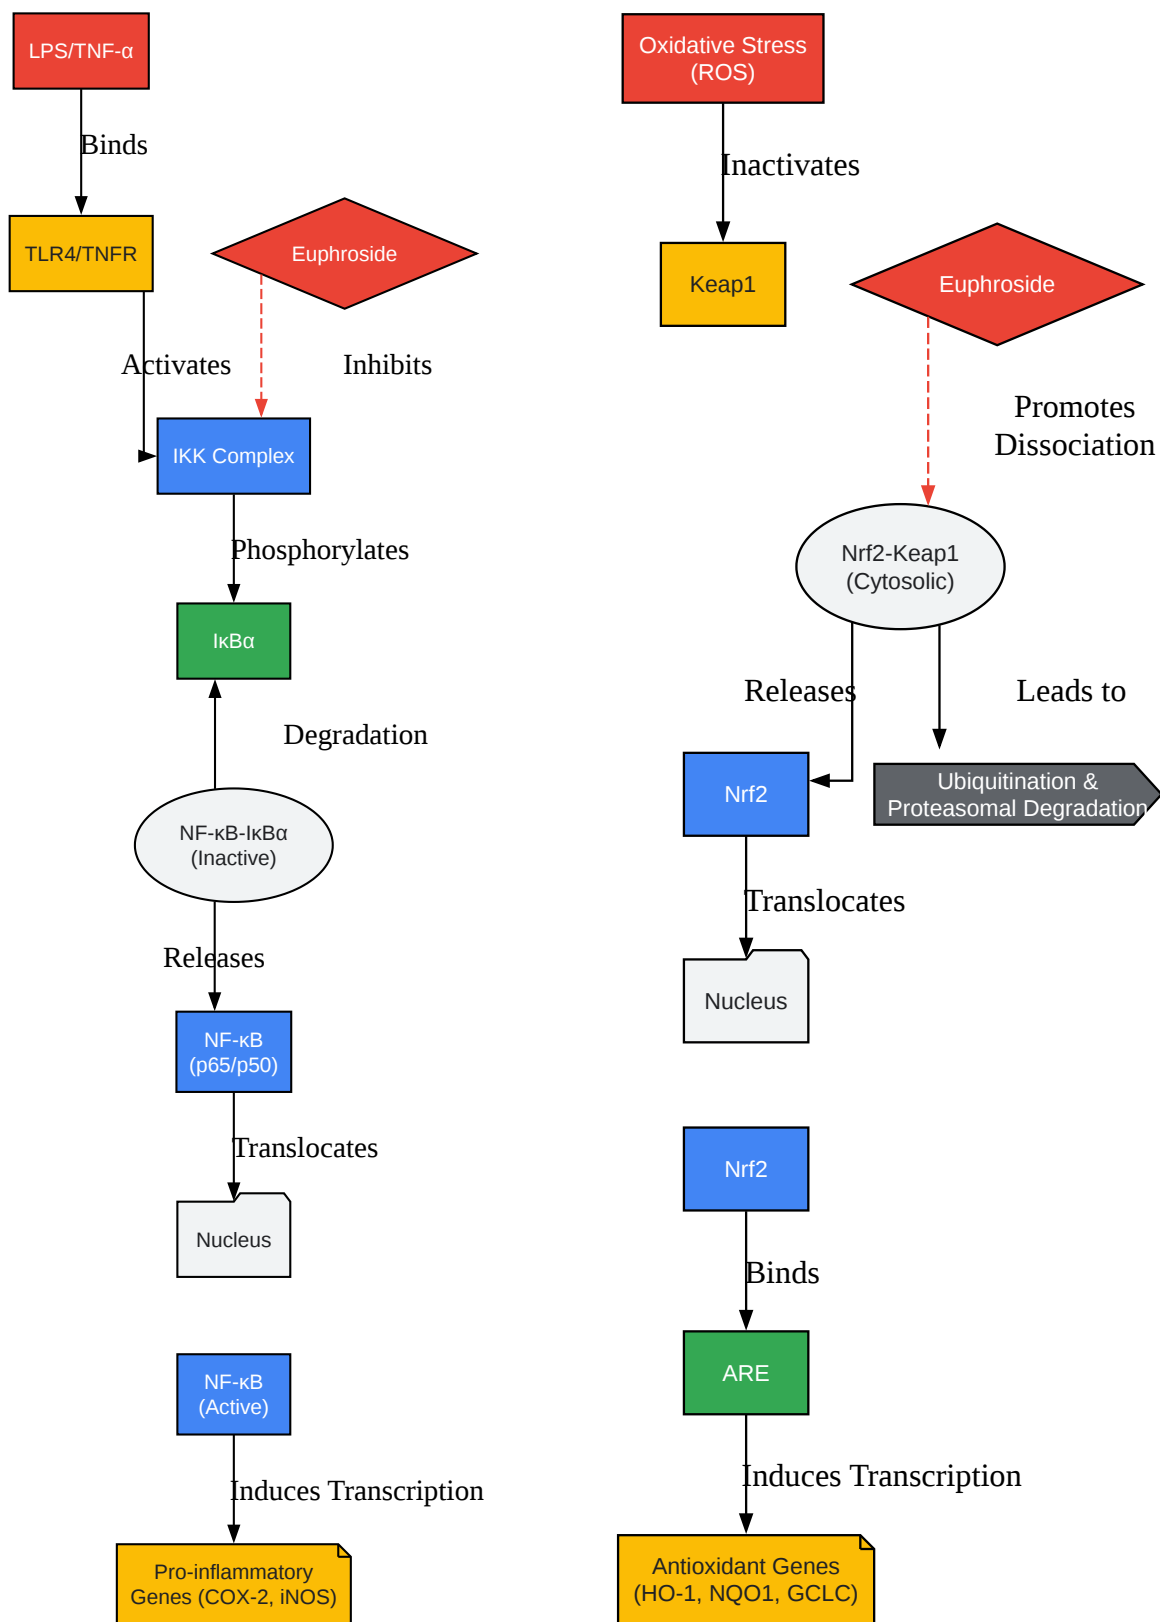 LPS/TNF-α
Binds
TLR4/TNFR
Euphroside
Activates
Inhibits
IKK Complex
Phosphorylates
IκBα
Degradation
NF-κB-IκBα
(Inactive)
Releases
NF-κB
(p65/p50)
Translocates
Nucleus
NF-κB
(Active)
Induces Transcription
Pro-inflammatory
Genes (COX-2, iNOS)
Oxidative Stress
(ROS)
Inactivates
Keap1
Euphroside
Promotes
Dissociation
Nrf2-Keap1
(Cytosolic)
Releases
Leads to
Nrf2
Ubiquitination &
Proteasomal Degradation
Translocates
Nucleus
Nrf2
Binds
ARE
Induces Transcription
Antioxidant Genes
(HO-1, NQO1, GCLC)